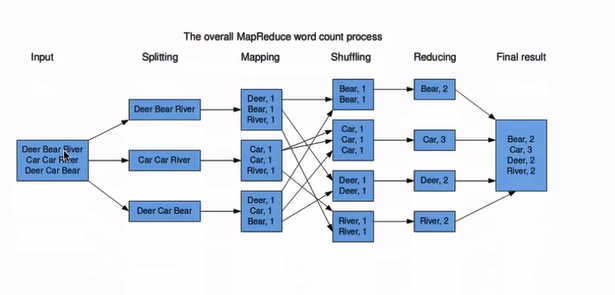 The overall MapReduce word count process
Input
Splitting
Mapping
Shuffling
Reducing
Final result
Deer Bear River
Car Car River
Deer Car Bear
Deer Bear River
Car Car River
Deer Car Bear
Deer, 1
Bear, 1
River, 1
Car, 1
Car, 1
River, 1
Deer, 1
Car, 1
Bear, 1
Bear, 1
Bear, 1
Car, 1
Car, 1
Car, 1
Deer, 1
Deer, 1
River, 1
River, 1
Bear, 2
Car, 3
Deer, 2
River, 2
Bear, 2
Car, 3
Deer, 2
River, 2